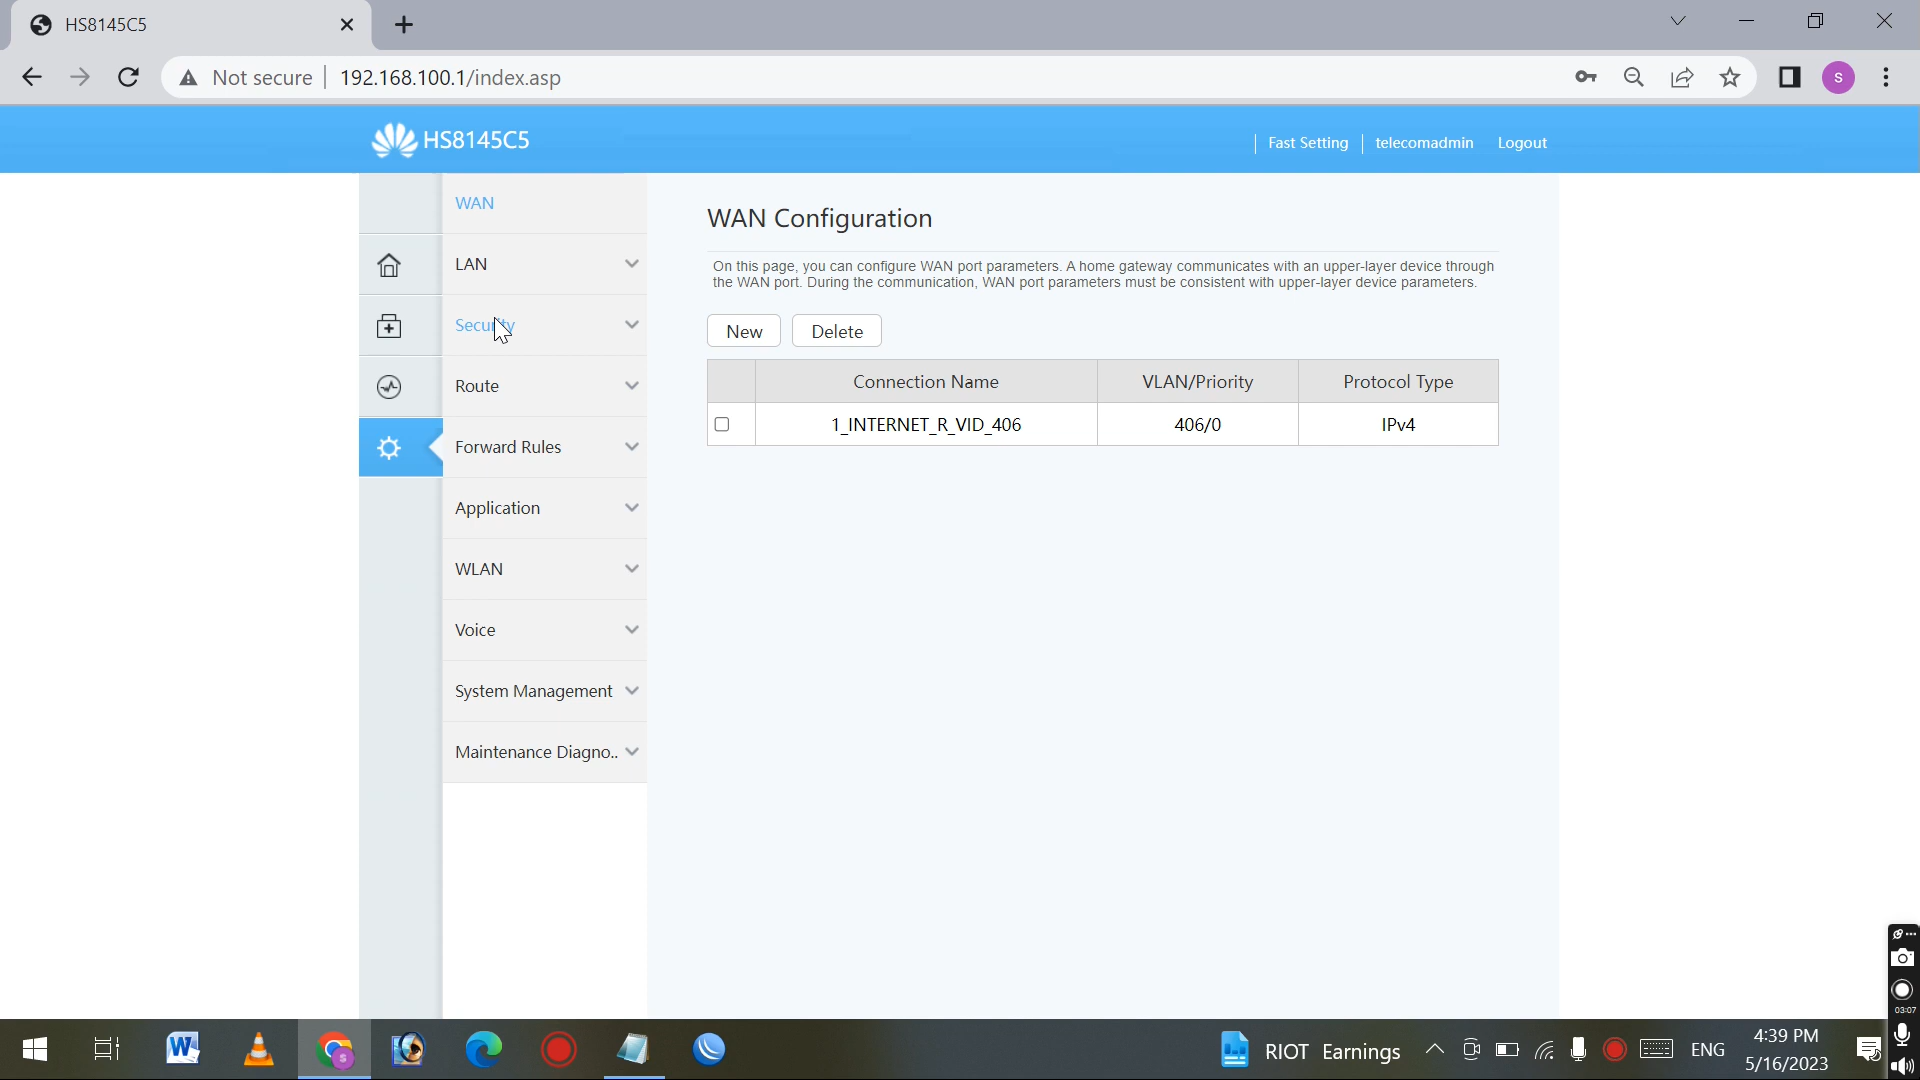 HS8145C5
Not secure 192.168.100.1/index.asp
S
HS8145C5
Fast Setting telecomadmin Logout
WAN
LAN
Security
Route
Forward Rules
Application
WLAN
Voice
System Management
Maintenance Diagno..
WAN Configuration
On this page, you can configure WAN port parameters. A home gateway communicates with an upper-layer device through
the WAN port. During the communication, WAN port parameters must be consistent with upper-layer device parameters.
New Delete
Connection Name VLAN/Priority Protocol Type
1_INTERNET_R_VID_406 406/0 IPv4
03:07
W
S
RIOT Earnings
ENG
4:39 PM
5/16/2023